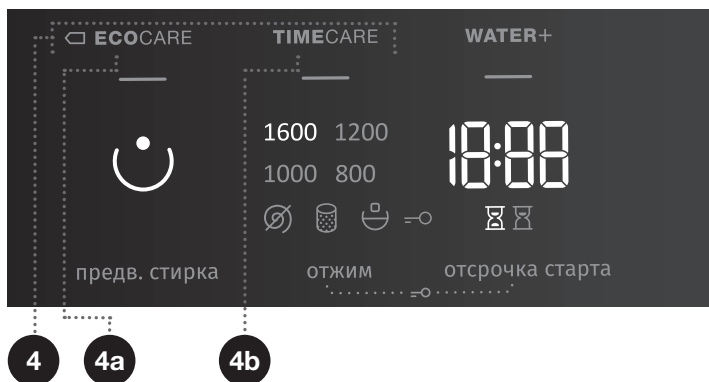 ECOCARE TIMECARE WATER+
1600 1200
1000 800
18:88
предв. стирка отжим отсрочка старта
4 4a 4b